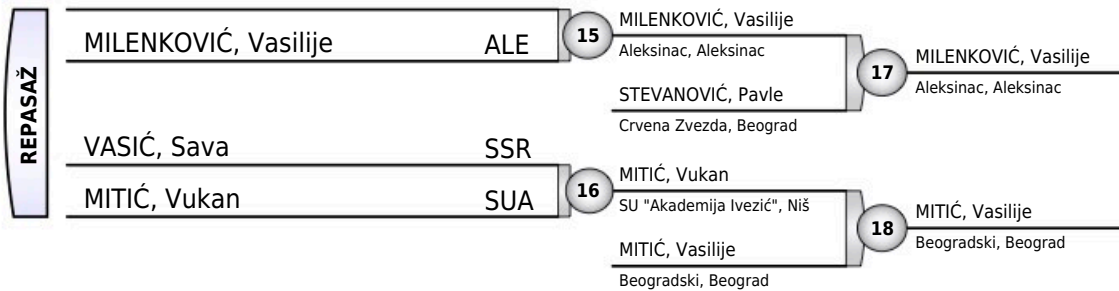 REPASAŽ
MILENKOVIĆ, Vasilije ALE
VASIĆ, Sava SSR
MITIĆ, Vukan SUA
15
MILENKOVIĆ, Vasilije
Aleksinac, Aleksinac
STEVANOVIĆ, Pavle
Crvena Zvezda, Beograd
16
MITIĆ, Vukan
SU "Akademija Ivezić", Niš
MITIĆ, Vasilije
Beogradski, Beograd
17
MILENKOVIĆ, Vasilije
Aleksinac, Aleksinac
18
MITIĆ, Vasilije
Beogradski, Beograd